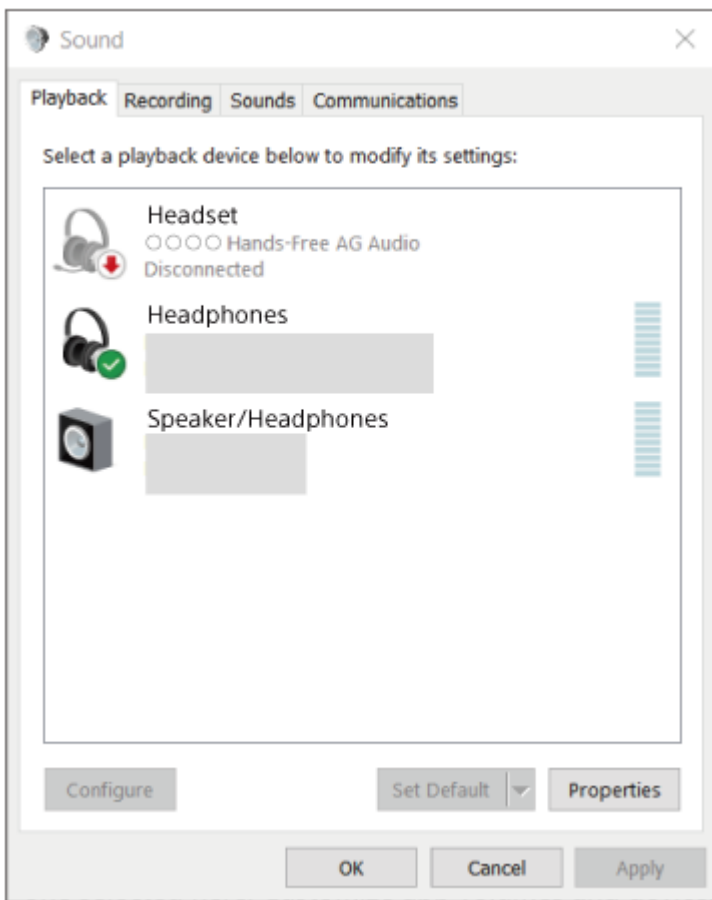 Sound
Playback Recording Sounds Communications
Select a playback device below to modify its settings:
Headset
○○○○ Hands-Free AG Audio
Disconnected
Headphones
Speaker/Headphones
Configure Set Default Properties
OK Cancel Apply